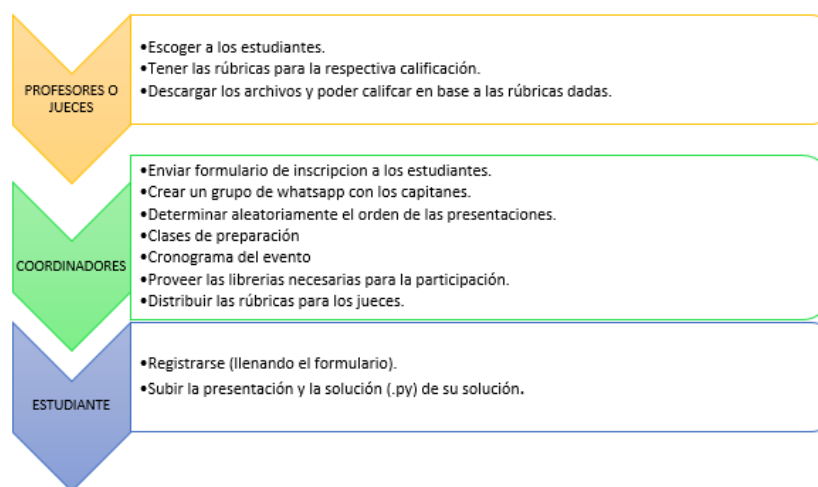 PROFESORES O
JUECES
•Escoger a los estudiantes.
•Tener las rúbricas para la respectiva calificación.
•Descargar los archivos y poder califcar en base a las rúbricas dadas.
COORDINADORES
•Enviar formulario de inscripcion a los estudiantes.
•Crear un grupo de whatsapp con los capitanes.
•Determinar aleatoriamente el orden de las presentaciones.
•Clases de preparación
•Cronograma del evento
•Proveer las librerias necesarias para la participación.
•Distribuir las rúbricas para los jueces.
ESTUDIANTE
•Registrarse (llenando el formulario).
•Subir la presentación y la solución (.py) de su solución.